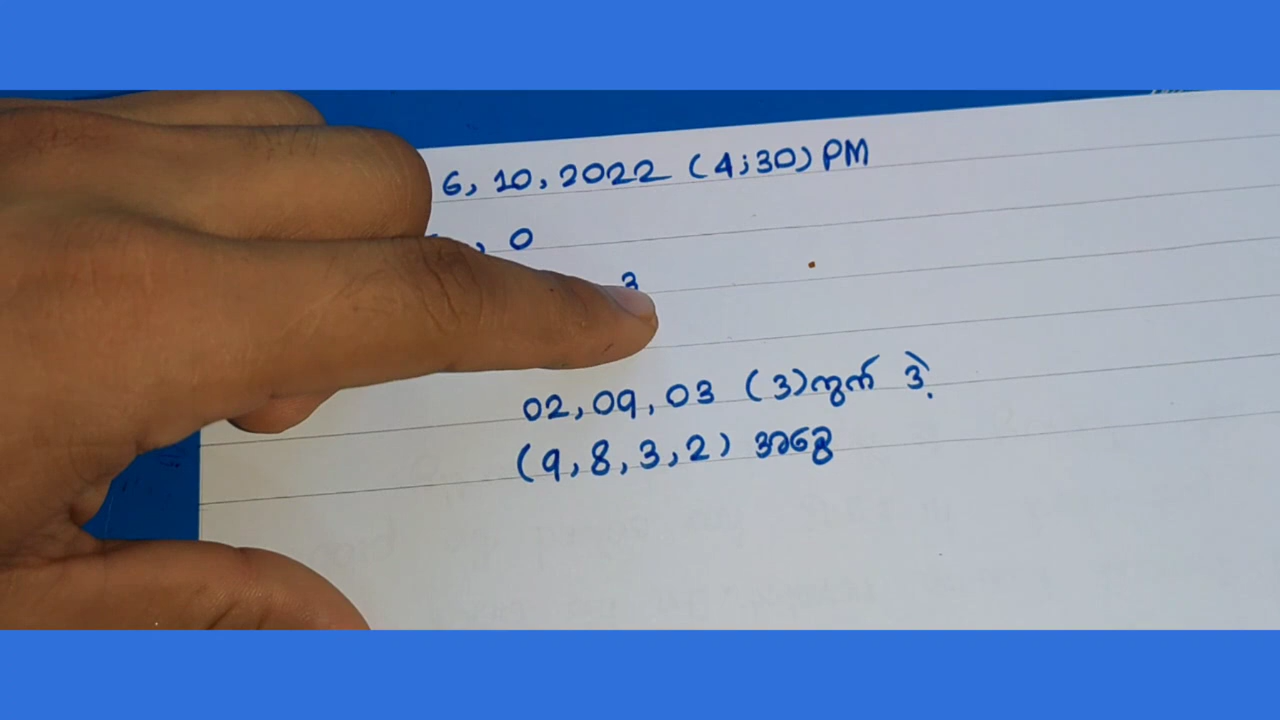 6, 10, 2022 (4;30) PM
, 0
3
02, 09, 03 (3) ကွက် ဒဲ့
(9, 8, 3, 2) အခွေ